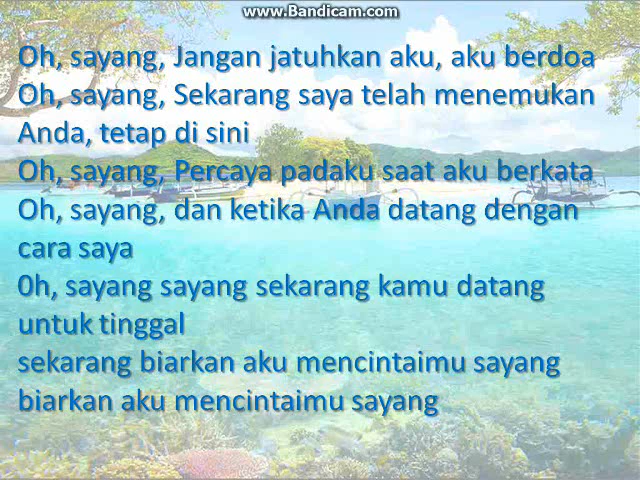 www.Bandicam.com
Oh, sayang, Jangan jatuhkan aku, aku berdoa
Oh, sayang, Sekarang saya telah menemukan
Anda, tetap di sini
Oh, sayang, Percaya padaku saat aku berkata
Oh, sayang, dan ketika Anda datang dengan
cara saya
0h, sayang sayang sekarang kamu datang
untuk tinggal
sekarang biarkan aku mencintaimu sayang
biarkan aku mencintaimu sayang